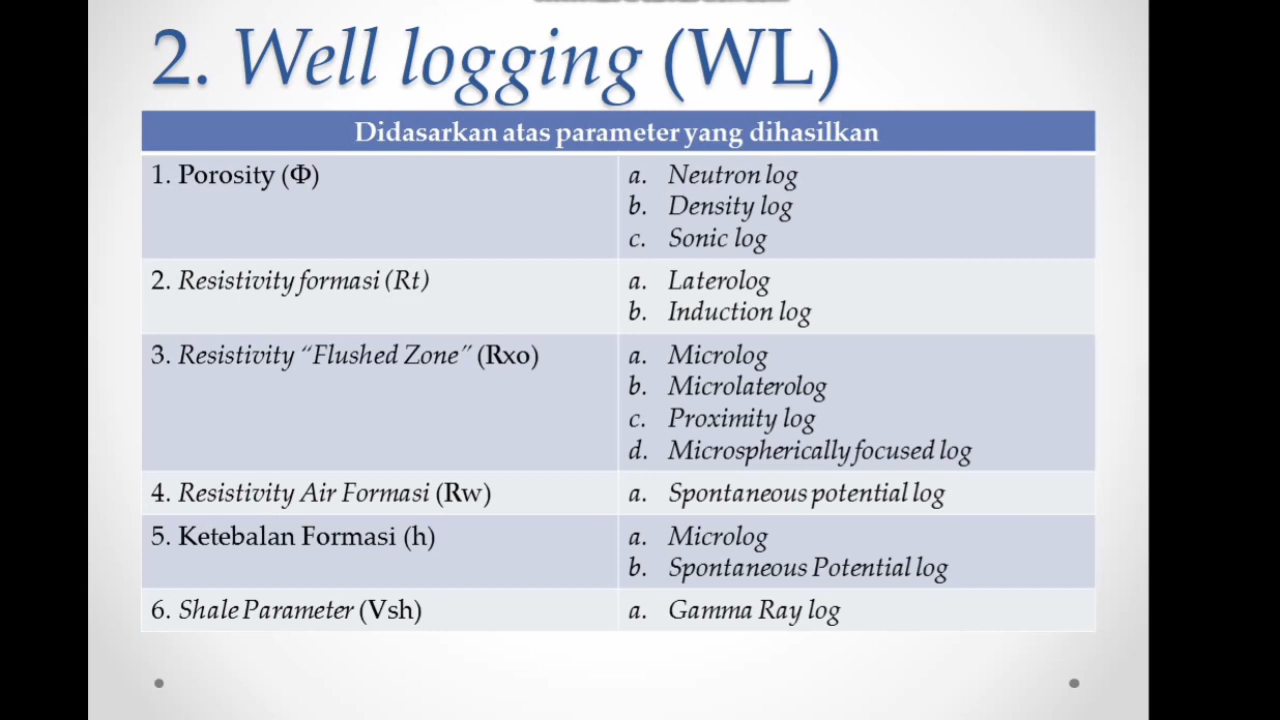 2. Well logging (WL)
Didasarkan atas parameter yang dihasilkan
1. Porosity (Φ)
a. Neutron log
b. Density log
c. Sonic log
2. Resistivity formasi (Rt)
a. Laterolog
b. Induction log
3. Resistivity “Flushed Zone” (Rxo)
a. Microlog
b. Microlaterolog
c. Proximity log
d. Microspherically focused log
4. Resistivity Air Formasi (Rw)
a. Spontaneous potential log
5. Ketebalan Formasi (h)
a. Microlog
b. Spontaneous Potential log
6. Shale Parameter (Vsh)
a. Gamma Ray log